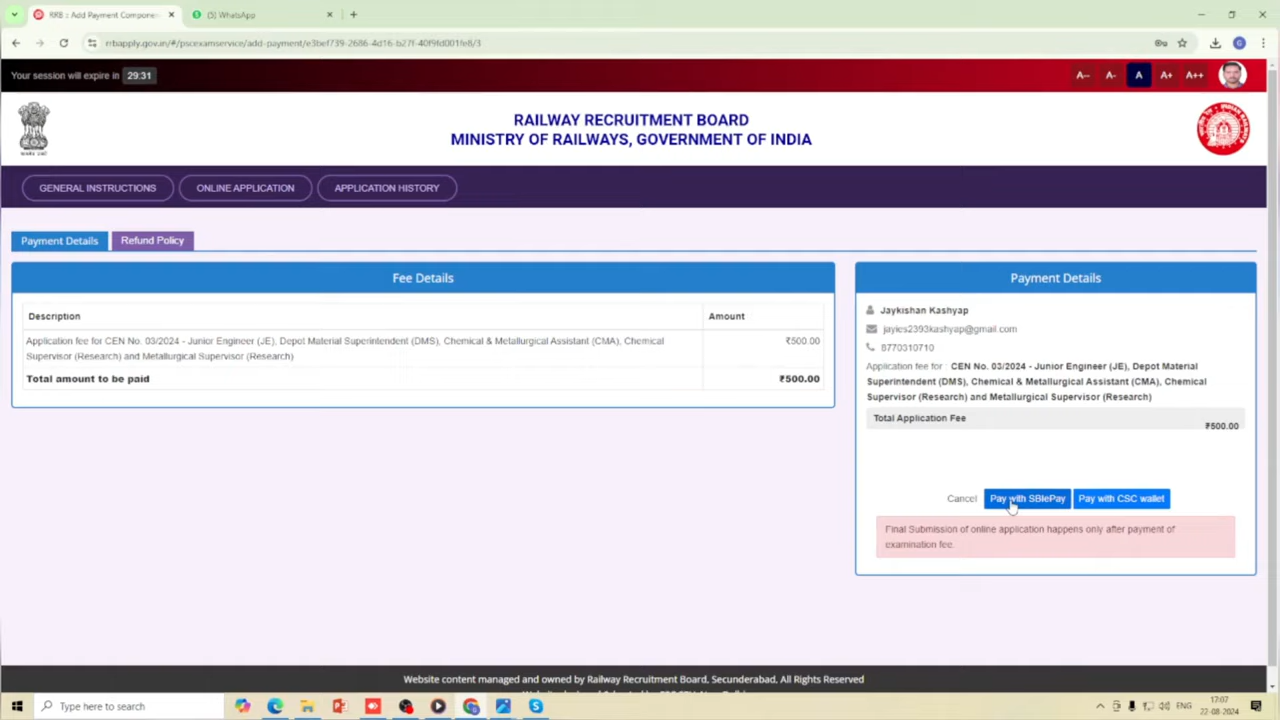 RRB : Add Payment Compone
(5) WhatsApp
rrbapply.gov.in/#/pscexamservice/add-payment/e3bef739-2686-4d16-b27f-40f9fd001fe8/3
Your session will expire in 29:31
A-- A- A A+ A++
RAILWAY RECRUITMENT BOARD
MINISTRY OF RAILWAYS, GOVERNMENT OF INDIA
GENERAL INSTRUCTIONS ONLINE APPLICATION APPLICATION HISTORY
Payment Details Refund Policy
Fee Details
Description Amount
Application fee for CEN No. 03/2024 - Junior Engineer (JE), Depot Material Superintendent (DMS), Chemical & Metallurgical Assistant (CMA), Chemical ₹500.00
Supervisor (Research) and Metallurgical Supervisor (Research)
Total amount to be paid ₹500.00
Payment Details
Jaykishan Kashyap
jayies2393kashyap@gmail.com
8770310710
Application fee for : CEN No. 03/2024 - Junior Engineer (JE), Depot Material
Superintendent (DMS), Chemical & Metallurgical Assistant (CMA), Chemical
Supervisor (Research) and Metallurgical Supervisor (Research)
Total Application Fee
₹500.00
Cancel Pay with SBIePay Pay with CSC wallet
Final Submission of online application happens only after payment of
examination fee.
Website content managed and owned by Railway Recruitment Board, Secunderabad, All Rights Reserved
Type here to search
ENG
17:07
22-08-2024